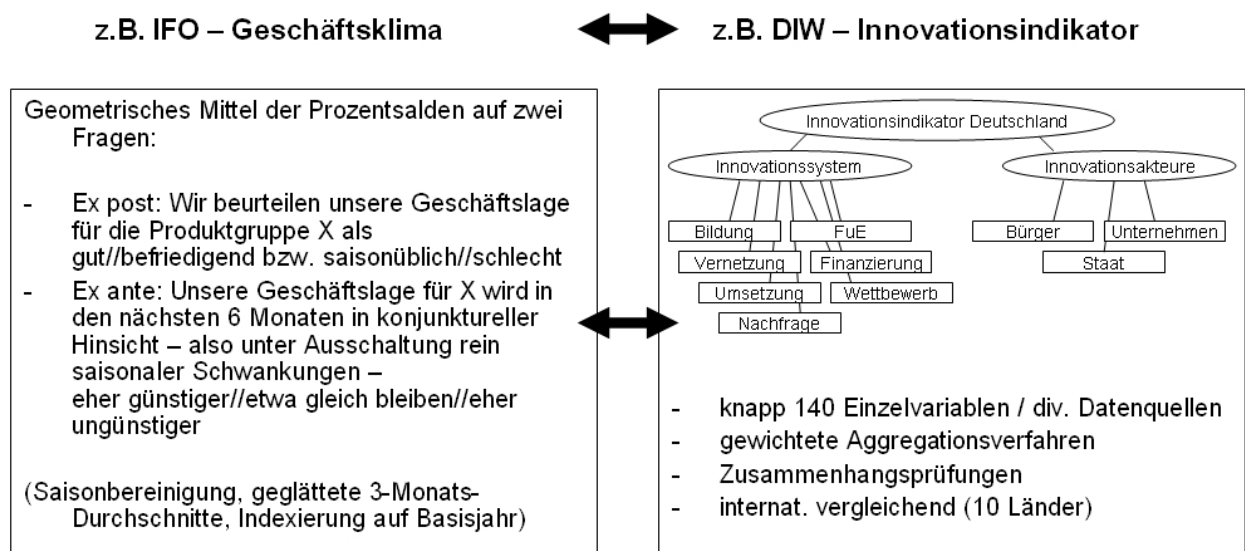 z.B. IFO – Geschäftsklima
z.B. DIW – Innovationsindikator
Geometrisches Mittel der Prozentsalden auf zwei
Fragen:
- Ex post: Wir beurteilen unsere Geschäftslage
für die Produktgruppe X als
gut//befriedigend bzw. saisonüblich//schlecht
- Ex ante: Unsere Geschäftslage für X wird in
den nächsten 6 Monaten in konjunktureller
Hinsicht – also unter Ausschaltung rein
saisonaler Schwankungen –
eher günstiger//etwa gleich bleiben//eher
ungünstiger
(Saisonbereinigung, geglättete 3-Monats-
Durchschnitte, Indexierung auf Basisjahr)
Innovationsindikator Deutschland
Innovationssystem
Innovationsakteure
Bildung
FuE
Bürger
Unternehmen
Vernetzung
Finanzierung
Staat
Umsetzung
Wettbewerb
Nachfrage
- knapp 140 Einzelvariablen / div. Datenquellen
- gewichtete Aggregationsverfahren
- Zusammenhangsprüfungen
- internat. vergleichend (10 Länder)